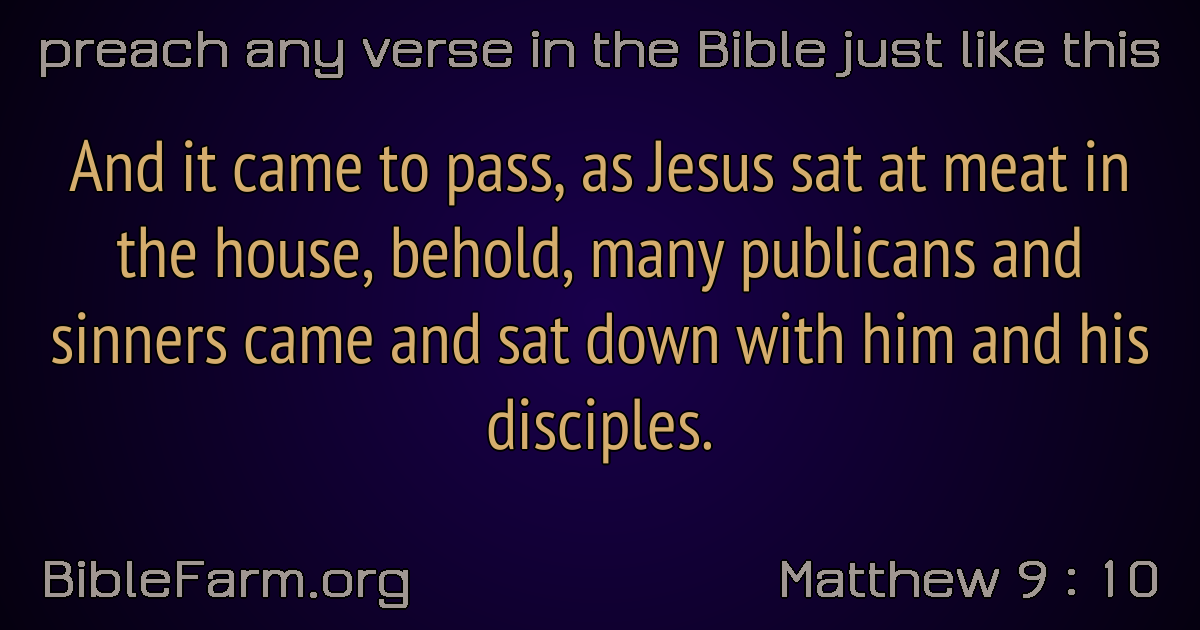 preach any verse in the Bible just like this
And it came to pass, as Jesus sat at meat in
the house, behold, many publicans and
sinners came and sat down with him and his
disciples.
BibleFarm.org
Matthew 9 : 10